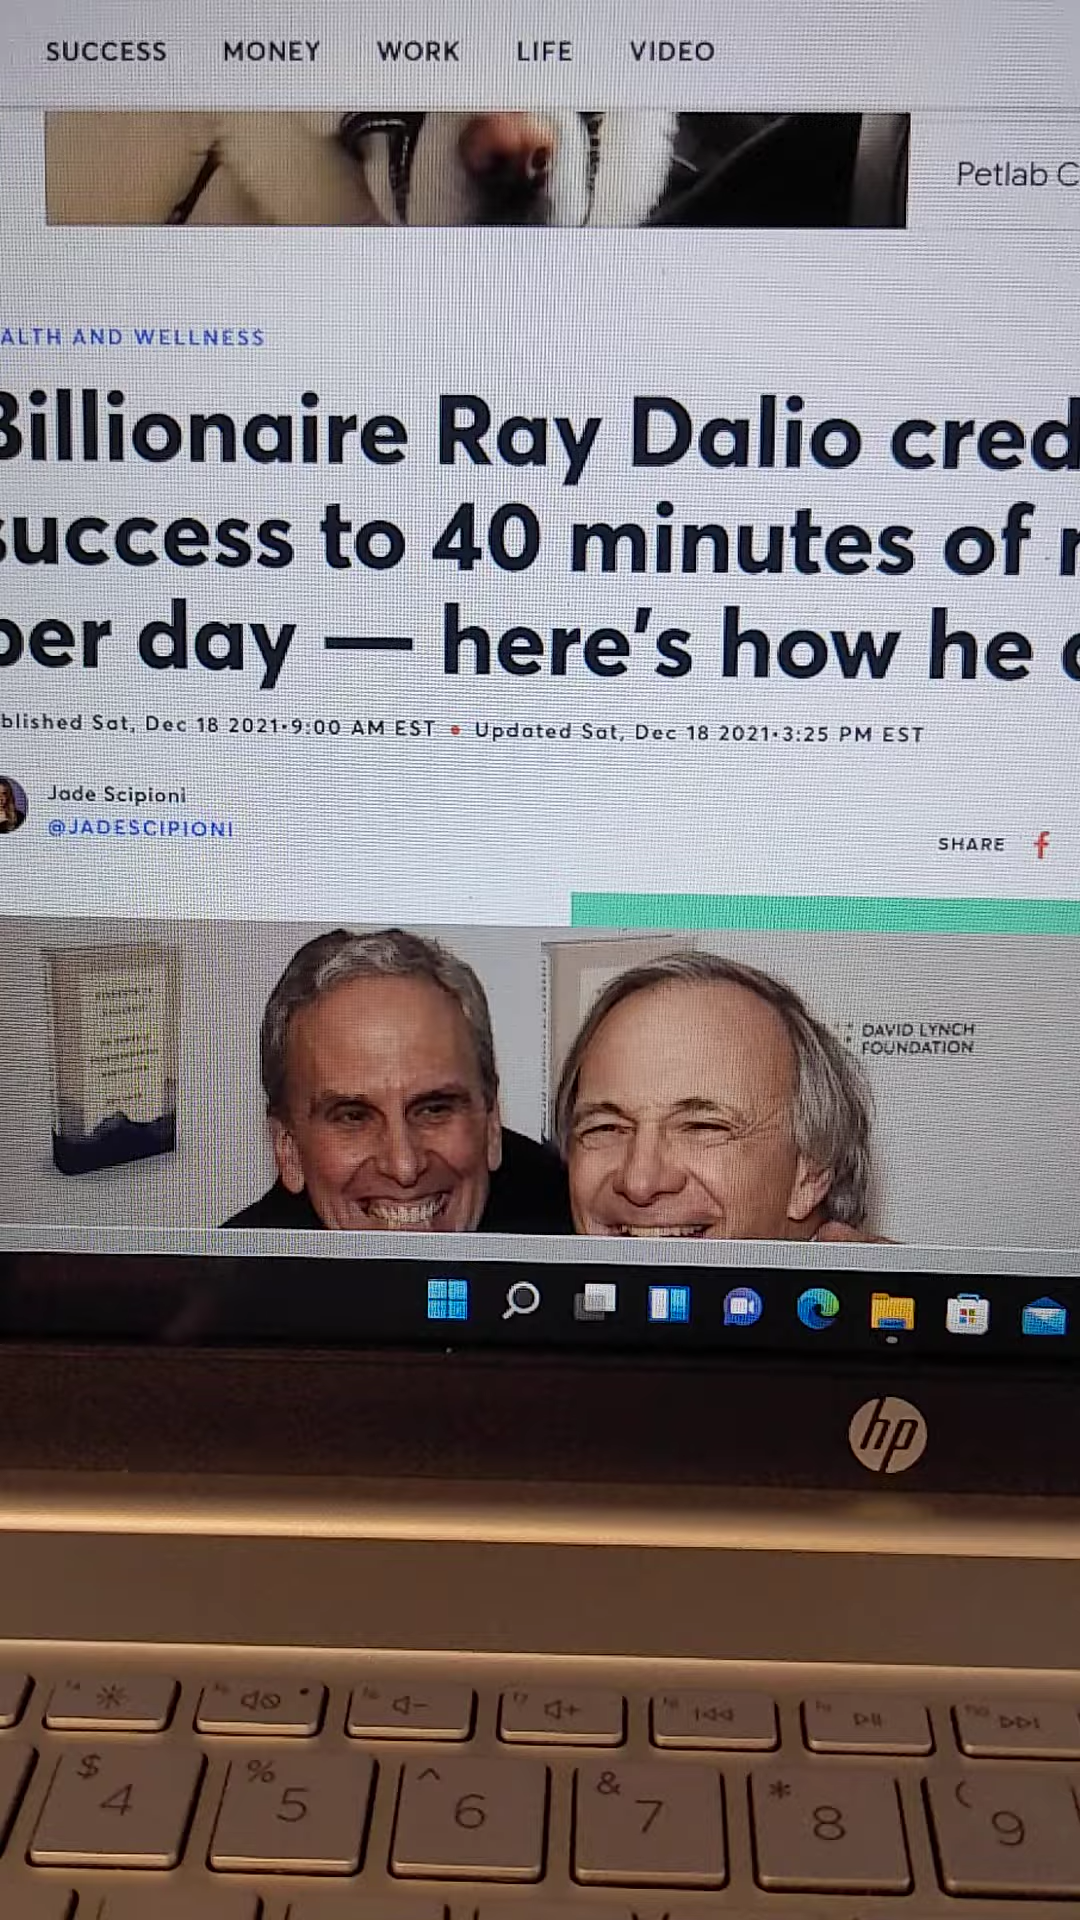 SUCCESS MONEY WORK LIFE VIDEO
Petlab C
ALTH AND WELLNESS
Billionaire Ray Dalio cred
success to 40 minutes of
per day — here's how he
blished Sat, Dec 18 2021•9:00 AM EST • Updated Sat, Dec 18 2021•3:25 PM EST
Jade Scipioni
@JADESCIPIONI
SHARE f
DAVID LYNCH
FOUNDATION
hp
$ % ^ & * (
4 5 6 7 8 9